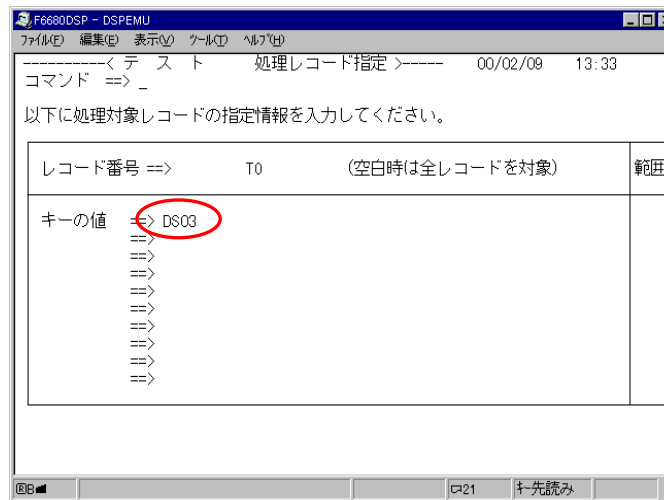 F6680DSP - DSPEMU
ﾌｧｲﾙ(F) 編集(E) 表示(V) ﾂｰﾙ(T) ﾍﾙﾌﾟ(H)
----------< テ ス ト 処理レコード指定 >----- 00/02/09 13:33
コマンド ==> _
以下に処理対象レコードの指定情報を入力してください。
レコード番号 ==> TO (空白時は全レコードを対象) 範囲
キーの値 ==> DS03
==>
==>
==>
==>
==>
==>
==>
==>
==>
R B 21 ｷｰ先読み